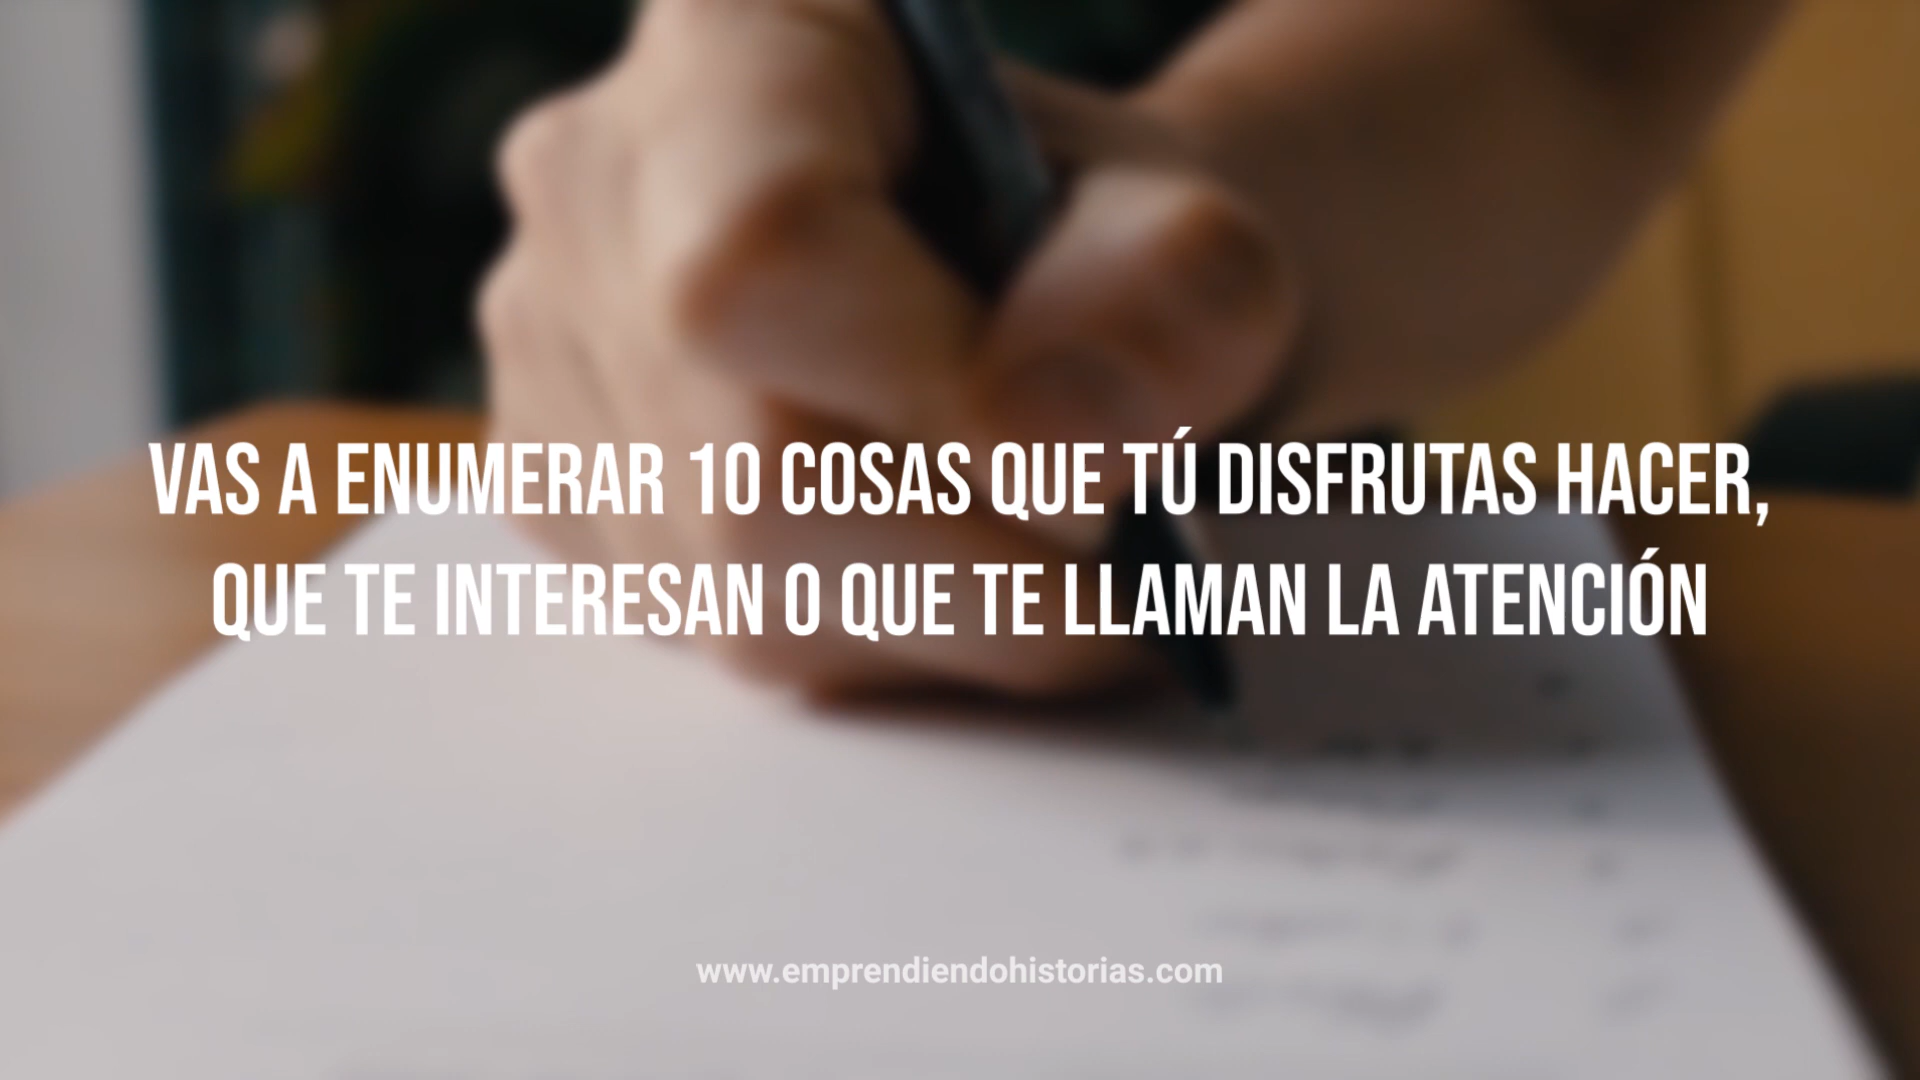 VAS A ENUMERAR 10 COSAS QUE TÚ DISFRUTAS HACER,
QUE TE INTERESAN O QUE TE LLAMAN LA ATENCIÓN
www.emprendiendohistorias.com